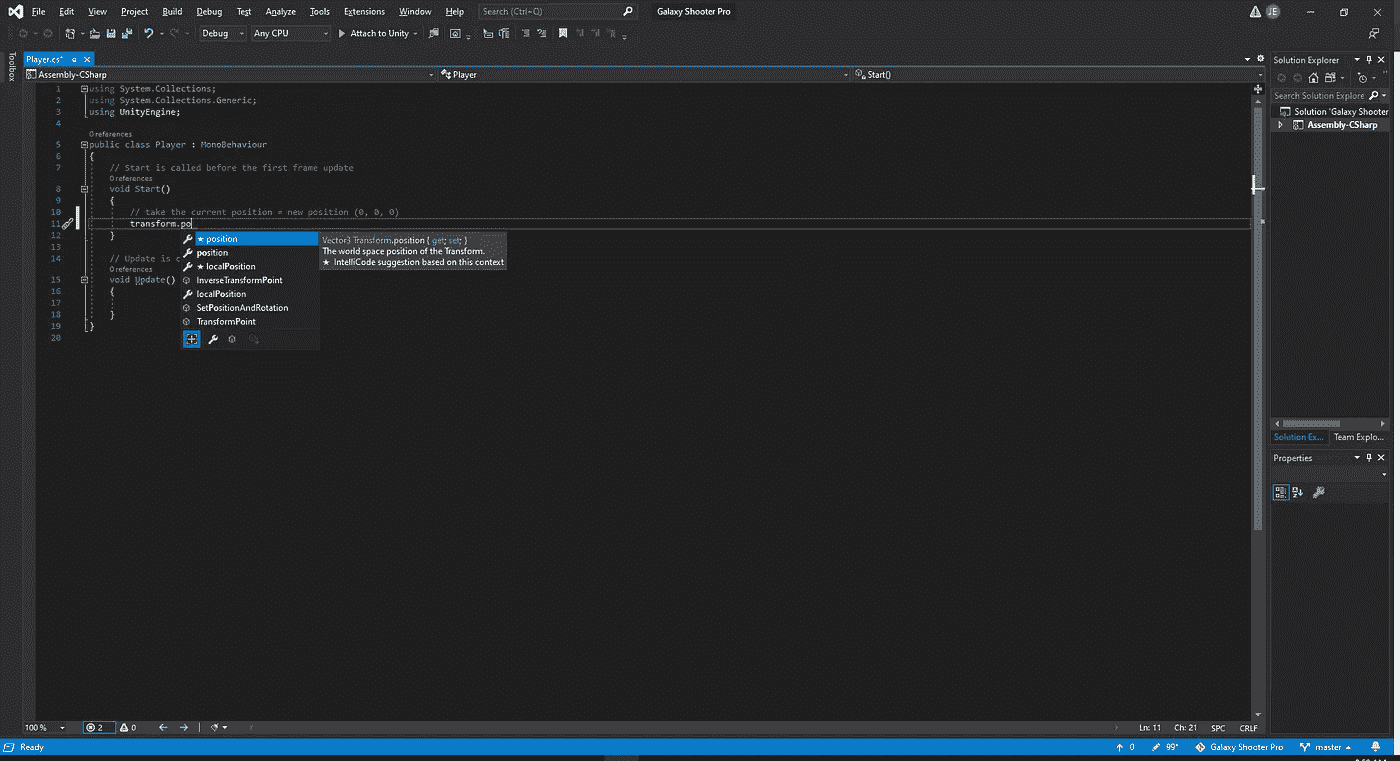 File Edit View Project Build Debug Test Analyze Tools Extensions Window Help Search (Ctrl+Q) Galaxy Shooter Pro JE
Debug Any CPU Attach to Unity
Toolbox
Player.cs*
Assembly-CSharp Player Start()
1 using System.Collections;
2 using System.Collections.Generic;
3 using UnityEngine;
4
0 references
5 public class Player : MonoBehaviour
6 {
7 // Start is called before the first frame update
0 references
8 void Start()
9 {
10 // take the current position = new position (0, 0, 0)
11 transform.po
12 }
13
14 // Update is c
0 references
15 void Update()
16 {
17
18 }
19 }
20
★ position
position
★ localPosition
InverseTransformPoint
localPosition
SetPositionAndRotation
TransformPoint
Vector3 Transform.position { get; set; }
The world space position of the Transform.
★ IntelliCode suggestion based on this context
Solution Explorer
Search Solution Explore
Solution 'Galaxy Shooter
Assembly-CSharp
Solution Ex... Team Explo...
Properties
100 % 2 0 Ln: 11 Ch: 21 SPC CRLF
Ready 0 99* Galaxy Shooter Pro master